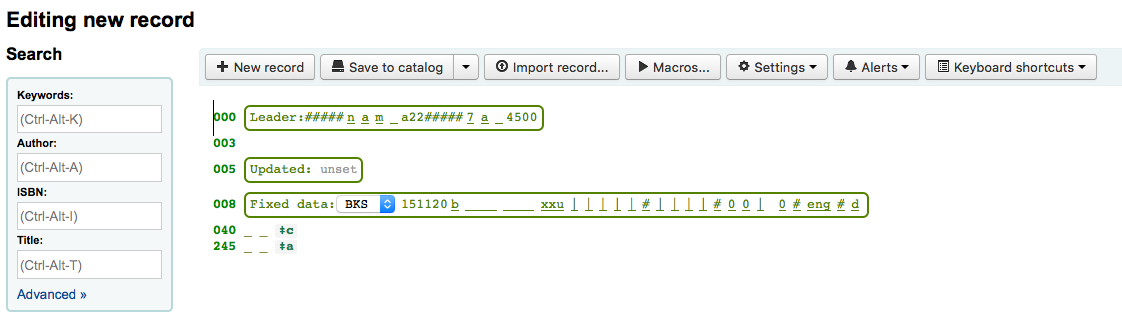 Editing new record
Search
Keywords:
(Ctrl-Alt-K)
Author:
(Ctrl-Alt-A)
ISBN:
(Ctrl-Alt-I)
Title:
(Ctrl-Alt-T)
Advanced »
New record
Save to catalog
Import record...
Macros...
Settings
Alerts
Keyboard shortcuts
000 Leader:##### n a m _ a22##### 7 a _ 4500
003
005 Updated: unset
008 Fixed data: BKS 151120 b ____ ____ xxu | | | | | # | | | | # 0 0 | 0 # eng # d
040 _ _ ‡c
245 _ _ ‡a